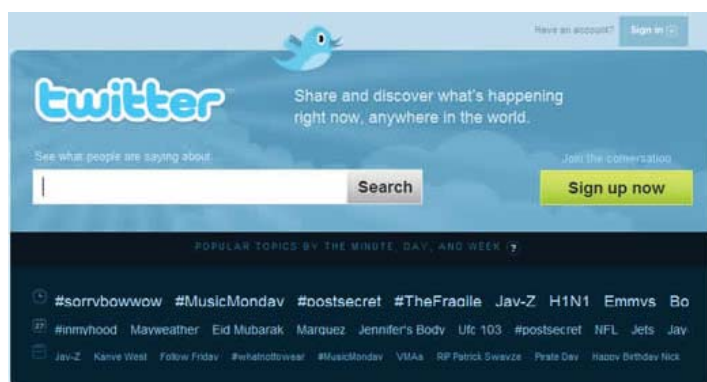 Have an account? Sign in
twitter
Share and discover what's happening
right now, anywhere in the world.
See what people are saying about
Join the conversation
Search
Sign up now
POPULAR TOPICS BY THE MINUTE, DAY, AND WEEK ?
#sorrybowwow #MusicMonday #postsecret #TheFragile Jay-Z H1N1 Emmys Bo
27 #inmyhood Mayweather Eid Mubarak Marquez Jennifer's Body Ufc 103 #postsecret NFL Jets Jay
Jay-Z Kanye West Follow Friday #whatnottowear #MusicMonday VMAs RIP Patrick Swayze Pirate Day Happy Birthday Nick